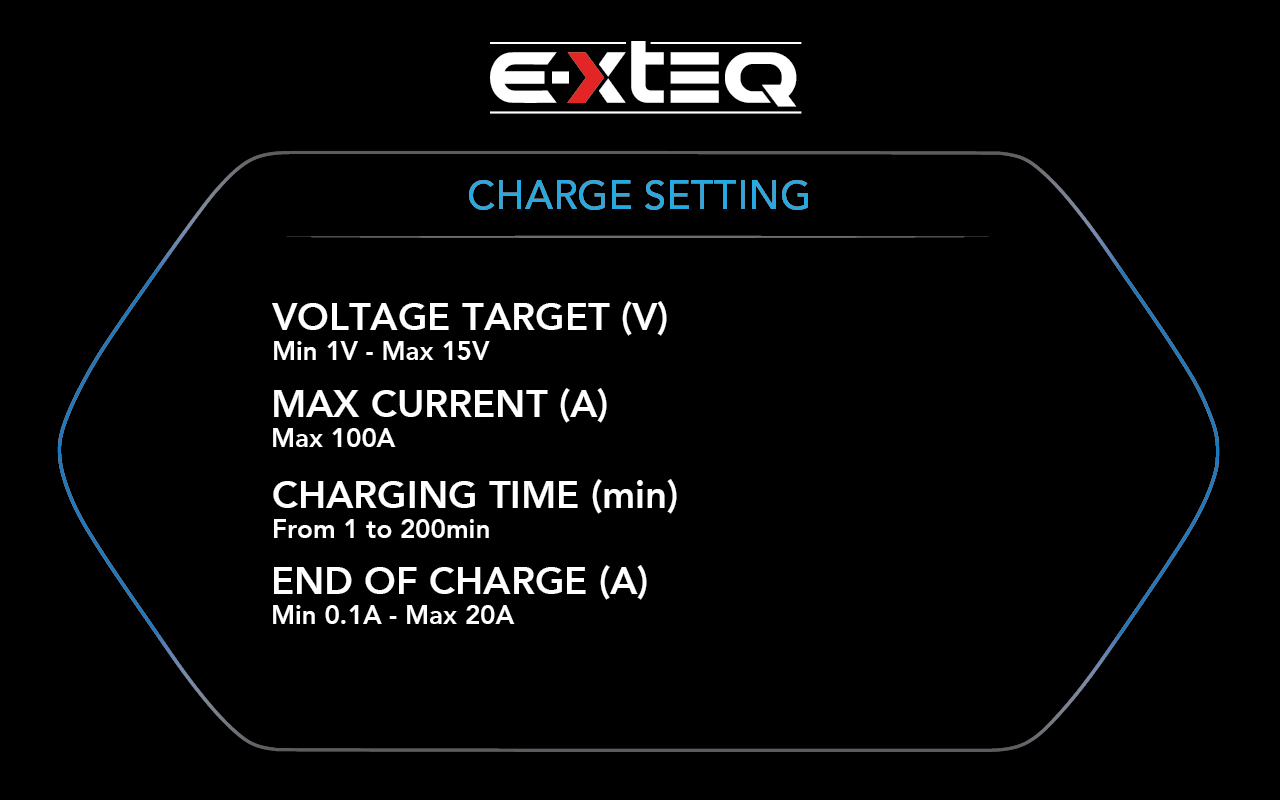 E-XTEQ
CHARGE SETTING
VOLTAGE TARGET (V)
Min 1V - Max 15V
MAX CURRENT (A)
Max 100A
CHARGING TIME (min)
From 1 to 200min
END OF CHARGE (A)
Min 0.1A - Max 20A